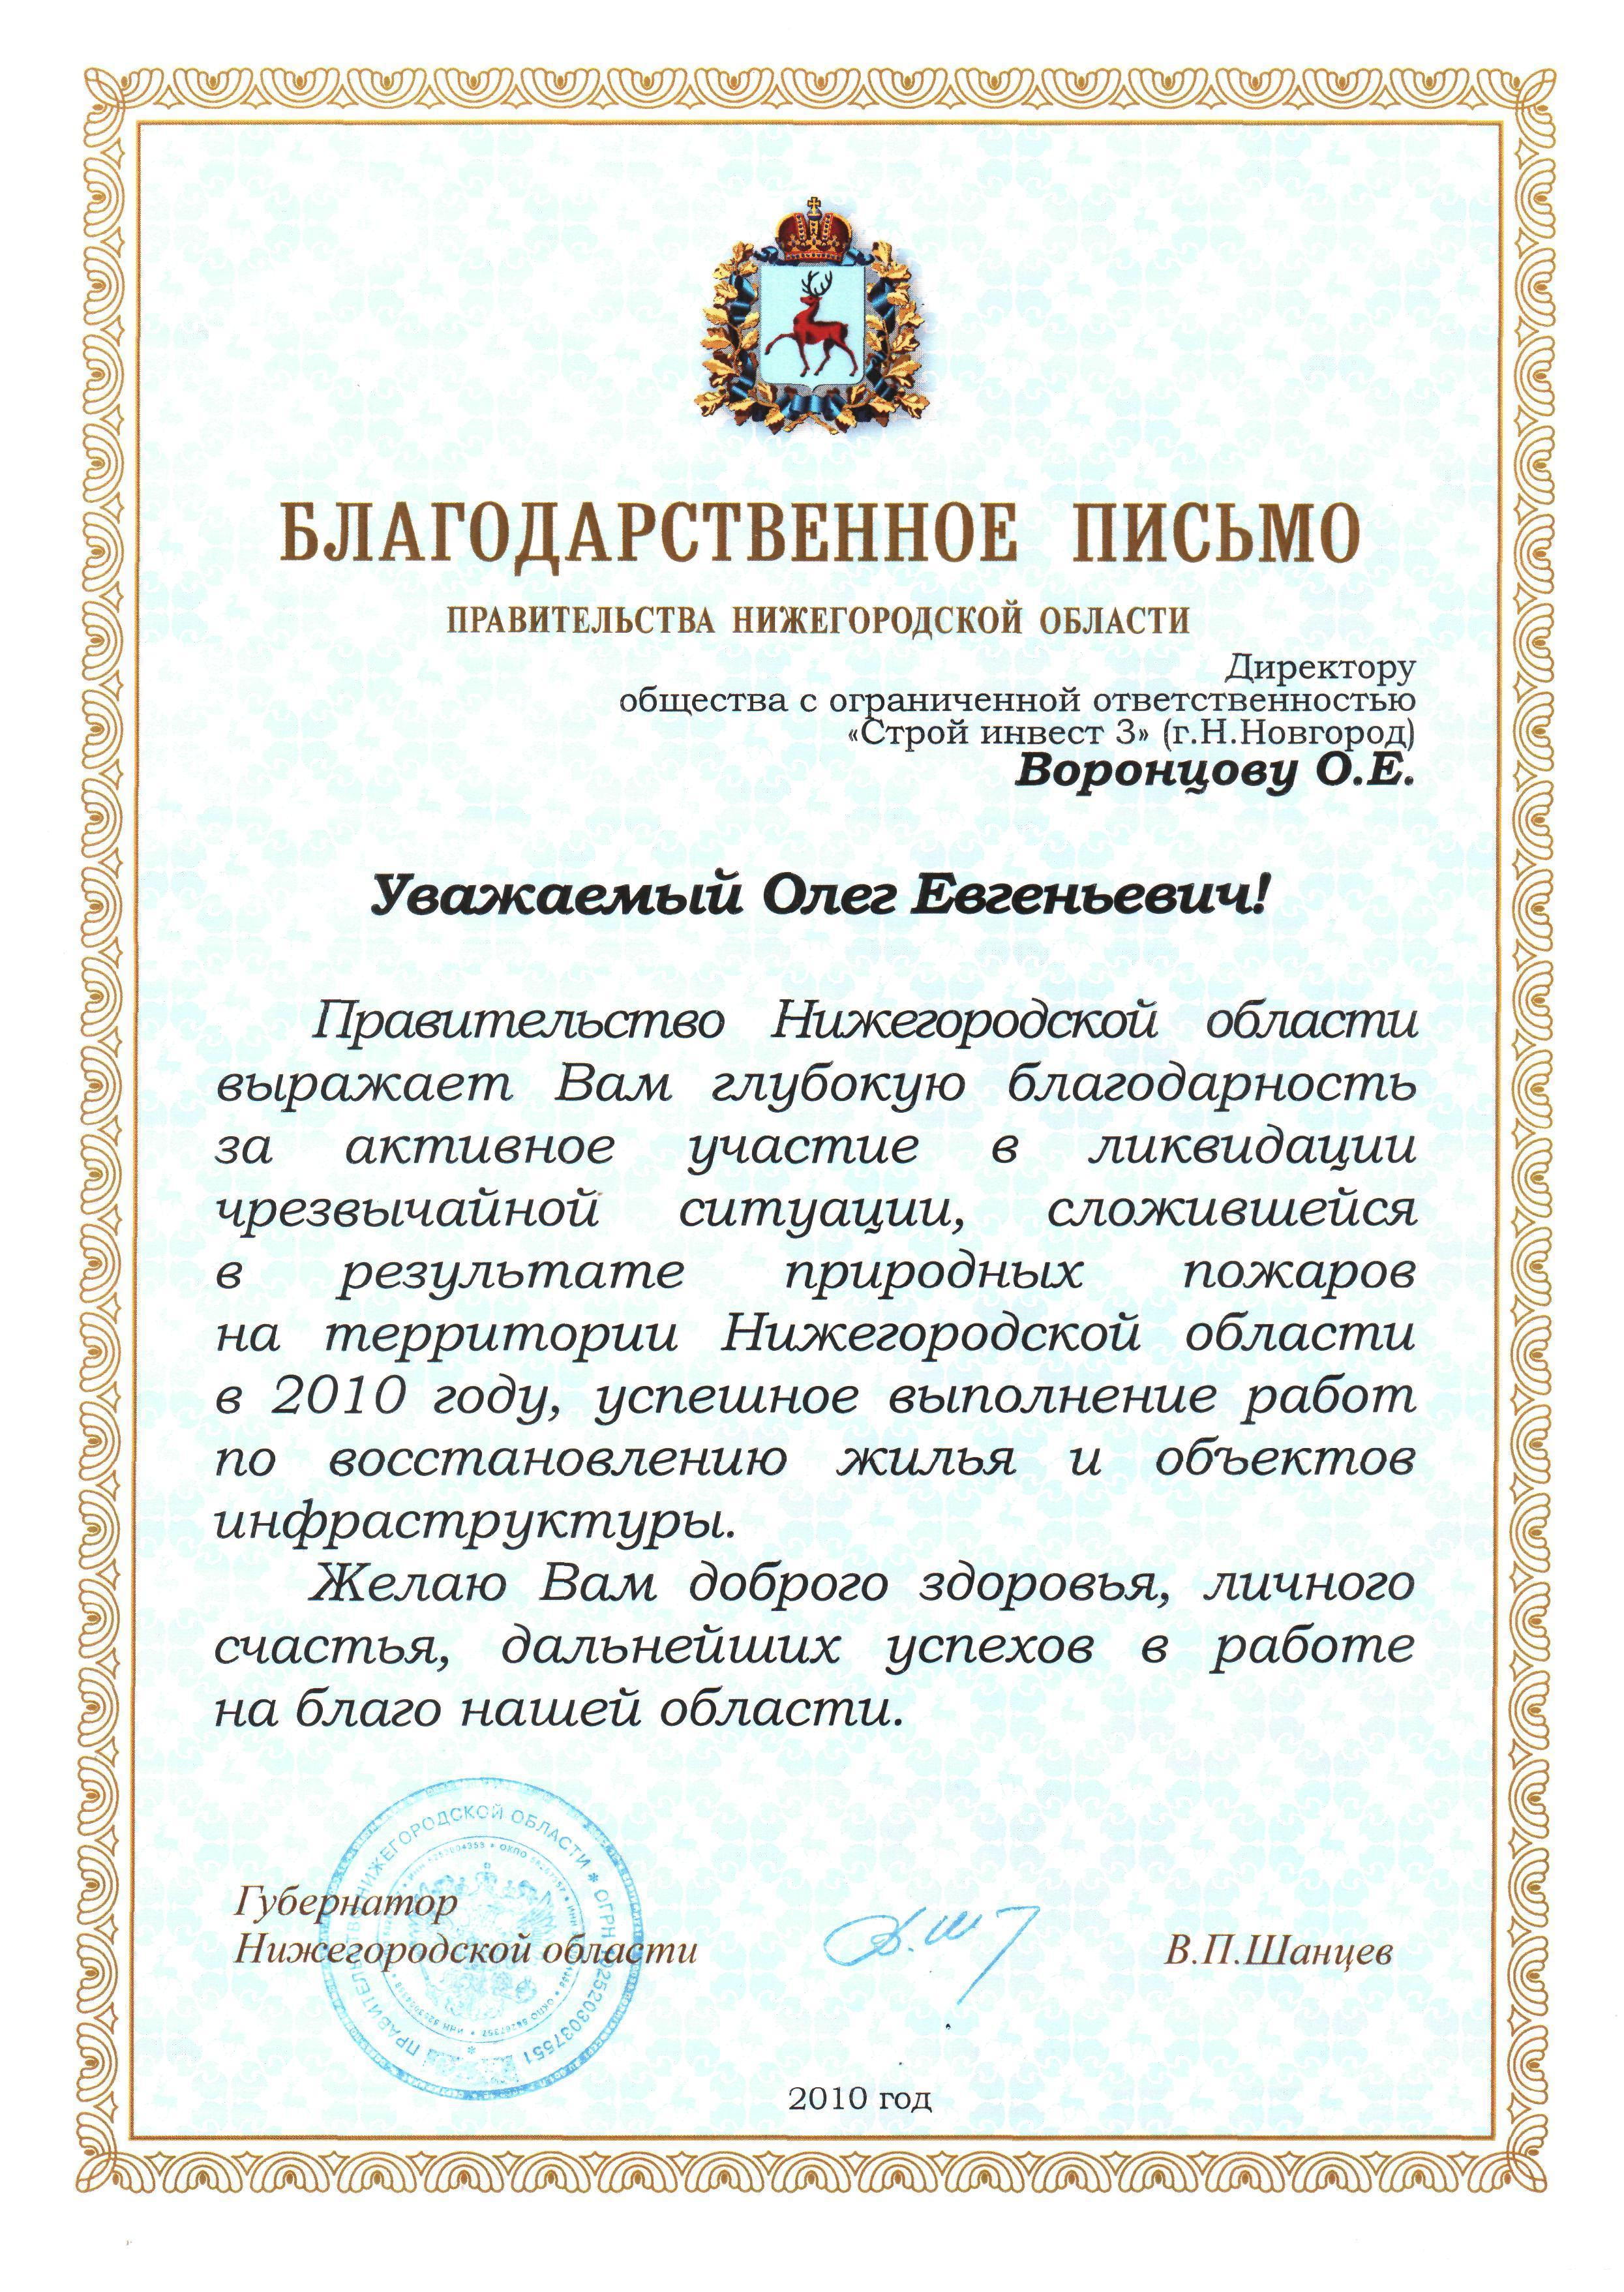 БЛАГОДАРСТВЕННОЕ ПИСЬМО
ПРАВИТЕЛЬСТВА НИЖЕГОРОДСКОЙ ОБЛАСТИ
Директору
общества с ограниченной ответственностью
«Строй инвест 3» (г.Н.Новгород)
Воронцову О.Е.
Уважаемый Олег Евгеньевич!
Правительство Нижегородской области
выражает Вам глубокую благодарность
за активное участие в ликвидации
чрезвычайной ситуации, сложившейся
в результате природных пожаров
на территории Нижегородской области
в 2010 году, успешное выполнение работ
по восстановлению жилья и объектов
инфраструктуры.
Желаю Вам доброго здоровья, личного
счастья, дальнейших успехов в работе
на благо нашей области.
НИЖЕГОРОДСКОЙ ОБЛАСТИ * ОГРН
Губернатор
Нижегородской области
В.П.Шанцев
2010 год